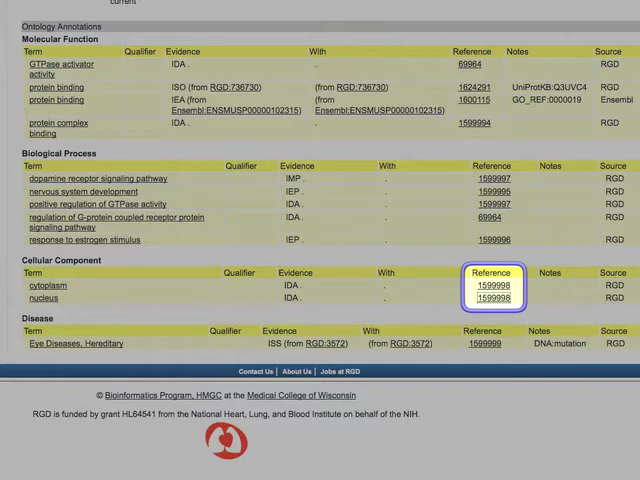 current
Ontology Annotations
Molecular Function
Term Qualifier Evidence With Reference Notes Source
GTPase activator IDA . . 69964 RGD
activity
protein binding ISO (from RGD:736730) (from RGD:736730) 1624291 UniProtKB:Q3UVC4 RGD
protein binding IEA (from (from 1600115 GO_REF:0000019 Ensembl
Ensembl:ENSMUSP00000102315) Ensembl:ENSMUSP00000102315)
protein complex IDA . . 1599994 RGD
binding
Biological Process
Term Qualifier Evidence With Reference Notes Source
dopamine receptor signaling pathway IMP . . 1599997 RGD
nervous system development IEP . . 1599995 RGD
positive regulation of GTPase activity IDA . . 1599997 RGD
regulation of G-protein coupled receptor protein IDA . . 69964 RGD
signaling pathway
response to estrogen stimulus IEP . . 1599996 RGD
Cellular Component
Term Qualifier Evidence With Reference Notes Source
cytoplasm IDA . . 1599998 RGD
nucleus IDA . . 1599998 RGD
Disease
Term Qualifier Evidence With Reference Notes Source
Eye Diseases, Hereditary ISS (from RGD:3572) (from RGD:3572) 1599999 DNA:mutation RGD
Contact Us | About Us | Jobs at RGD
© Bioinformatics Program, HMGC at the Medical College of Wisconsin
RGD is funded by grant HL64541 from the National Heart, Lung, and Blood Institute on behalf of the NIH.